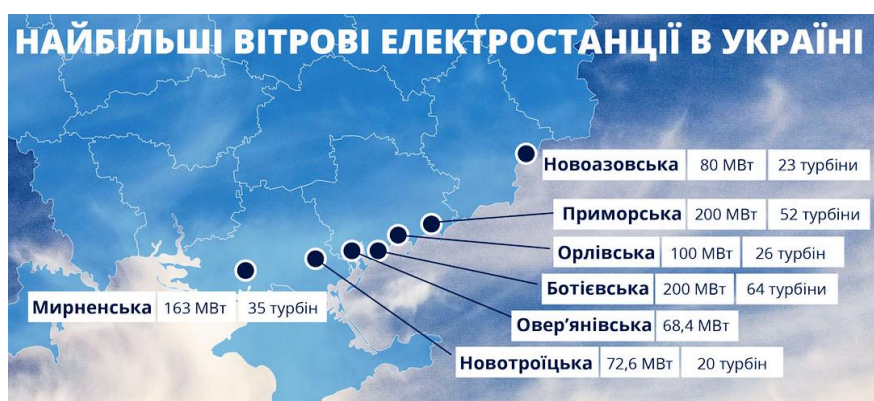 НАЙБІЛЬШІ ВІТРОВІ ЕЛЕКТРОСТАНЦІЇ В УКРАЇНІ
Новоазовська 80 МВт 23 турбіни
Приморська 200 МВт 52 турбіни
Орлівська 100 МВт 26 турбін
Ботієвська 200 МВт 64 турбіни
Мирненська 163 МВт 35 турбін
Овер’янівська 68,4 МВт
Новотроїцька 72,6 МВт 20 турбін